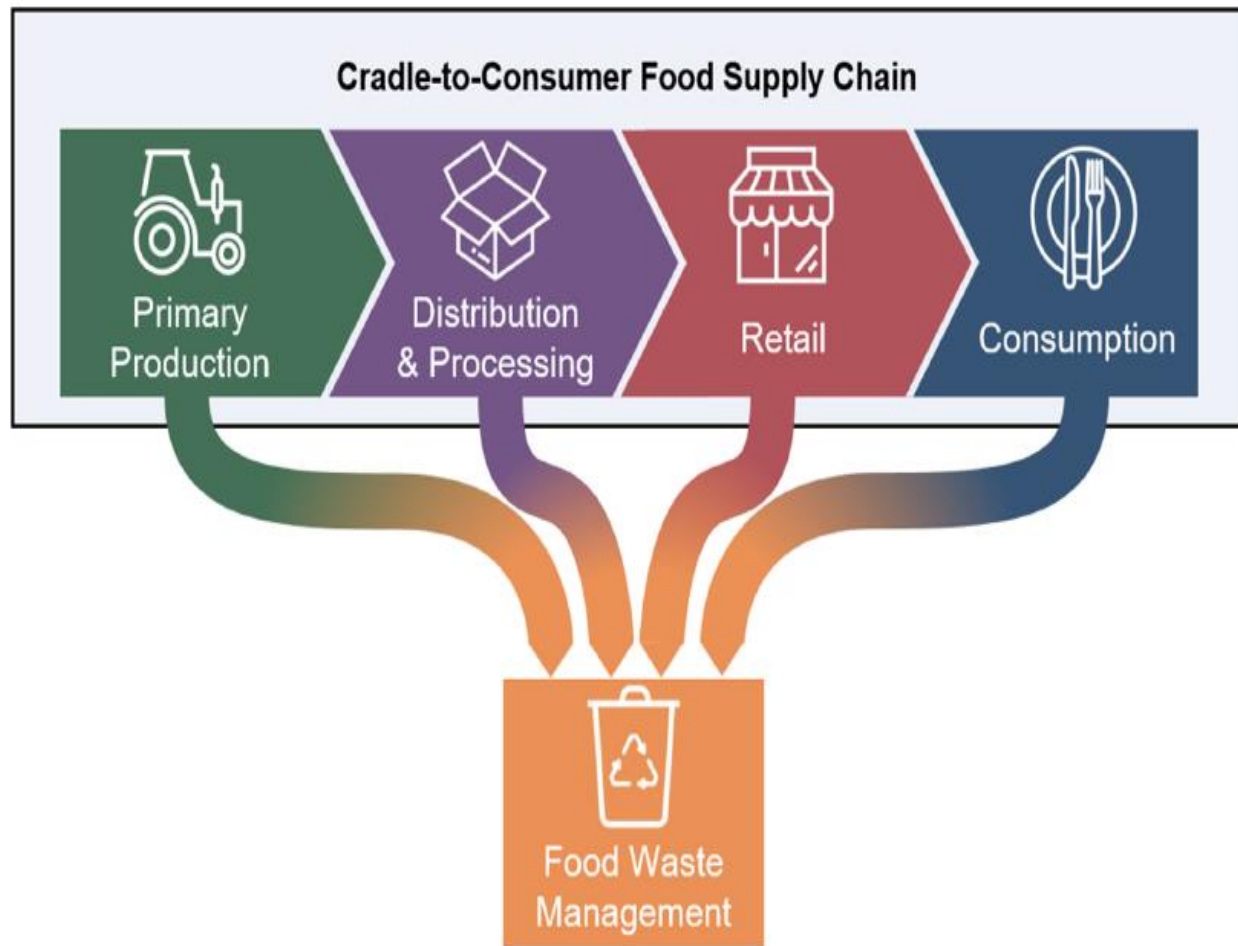 Cradle-to-Consumer Food Supply Chain
Primary
Production
Distribution
& Processing
Retail
Consumption
Food Waste
Management